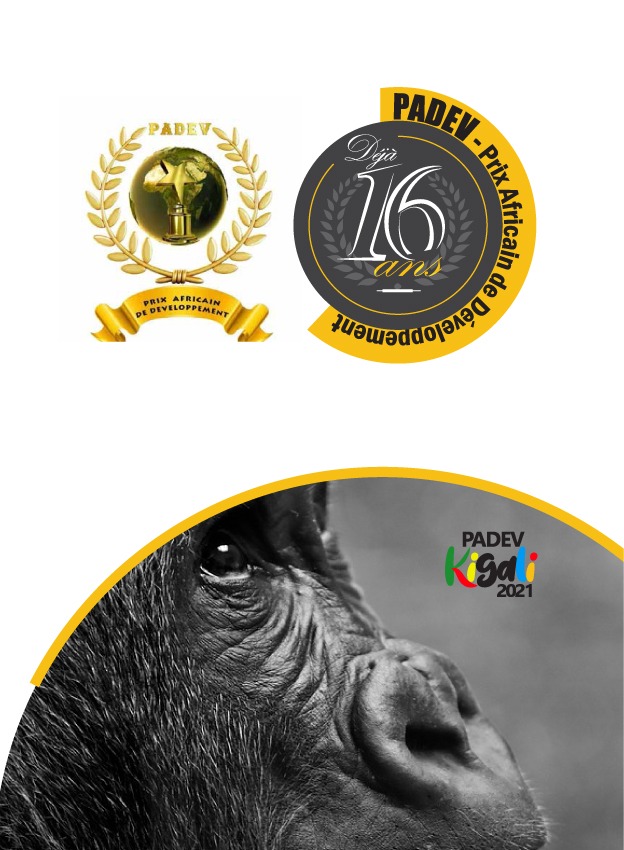 PADEV
PRIX AFRICAIN
DE DEVELOPPEMENT
PADEV - Prix Africain de Développement
Déjà
16
ans
PADEV
Kigali
2021